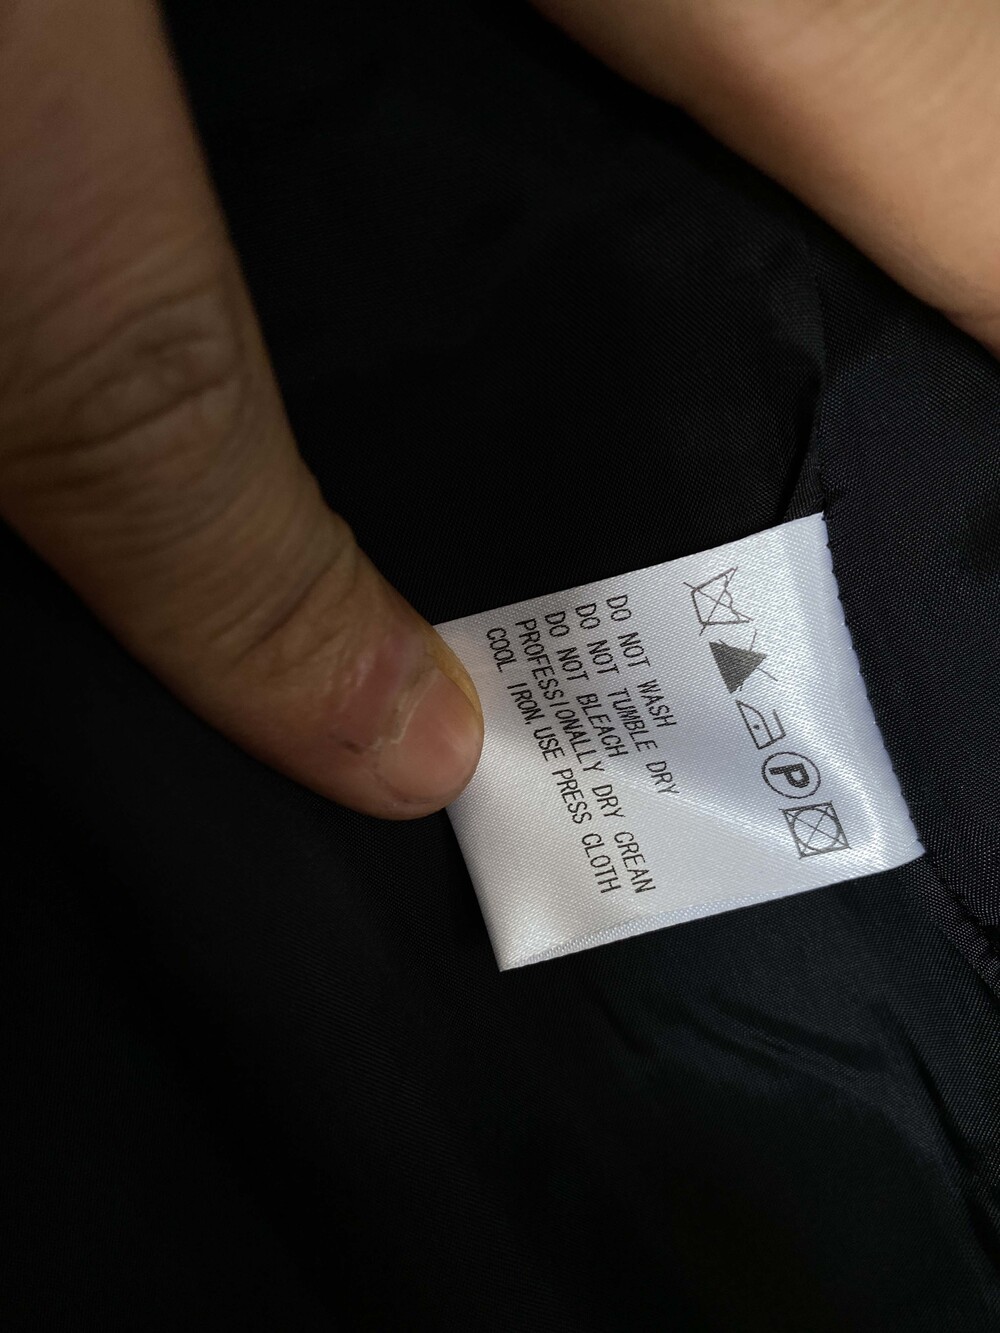 DO NOT WASH
DO NOT TUMBLE DRY
DO NOT BLEACH
PROFESSIONALLY DRY CREAN
COOL IRON. USE PRESS CLOTH
P